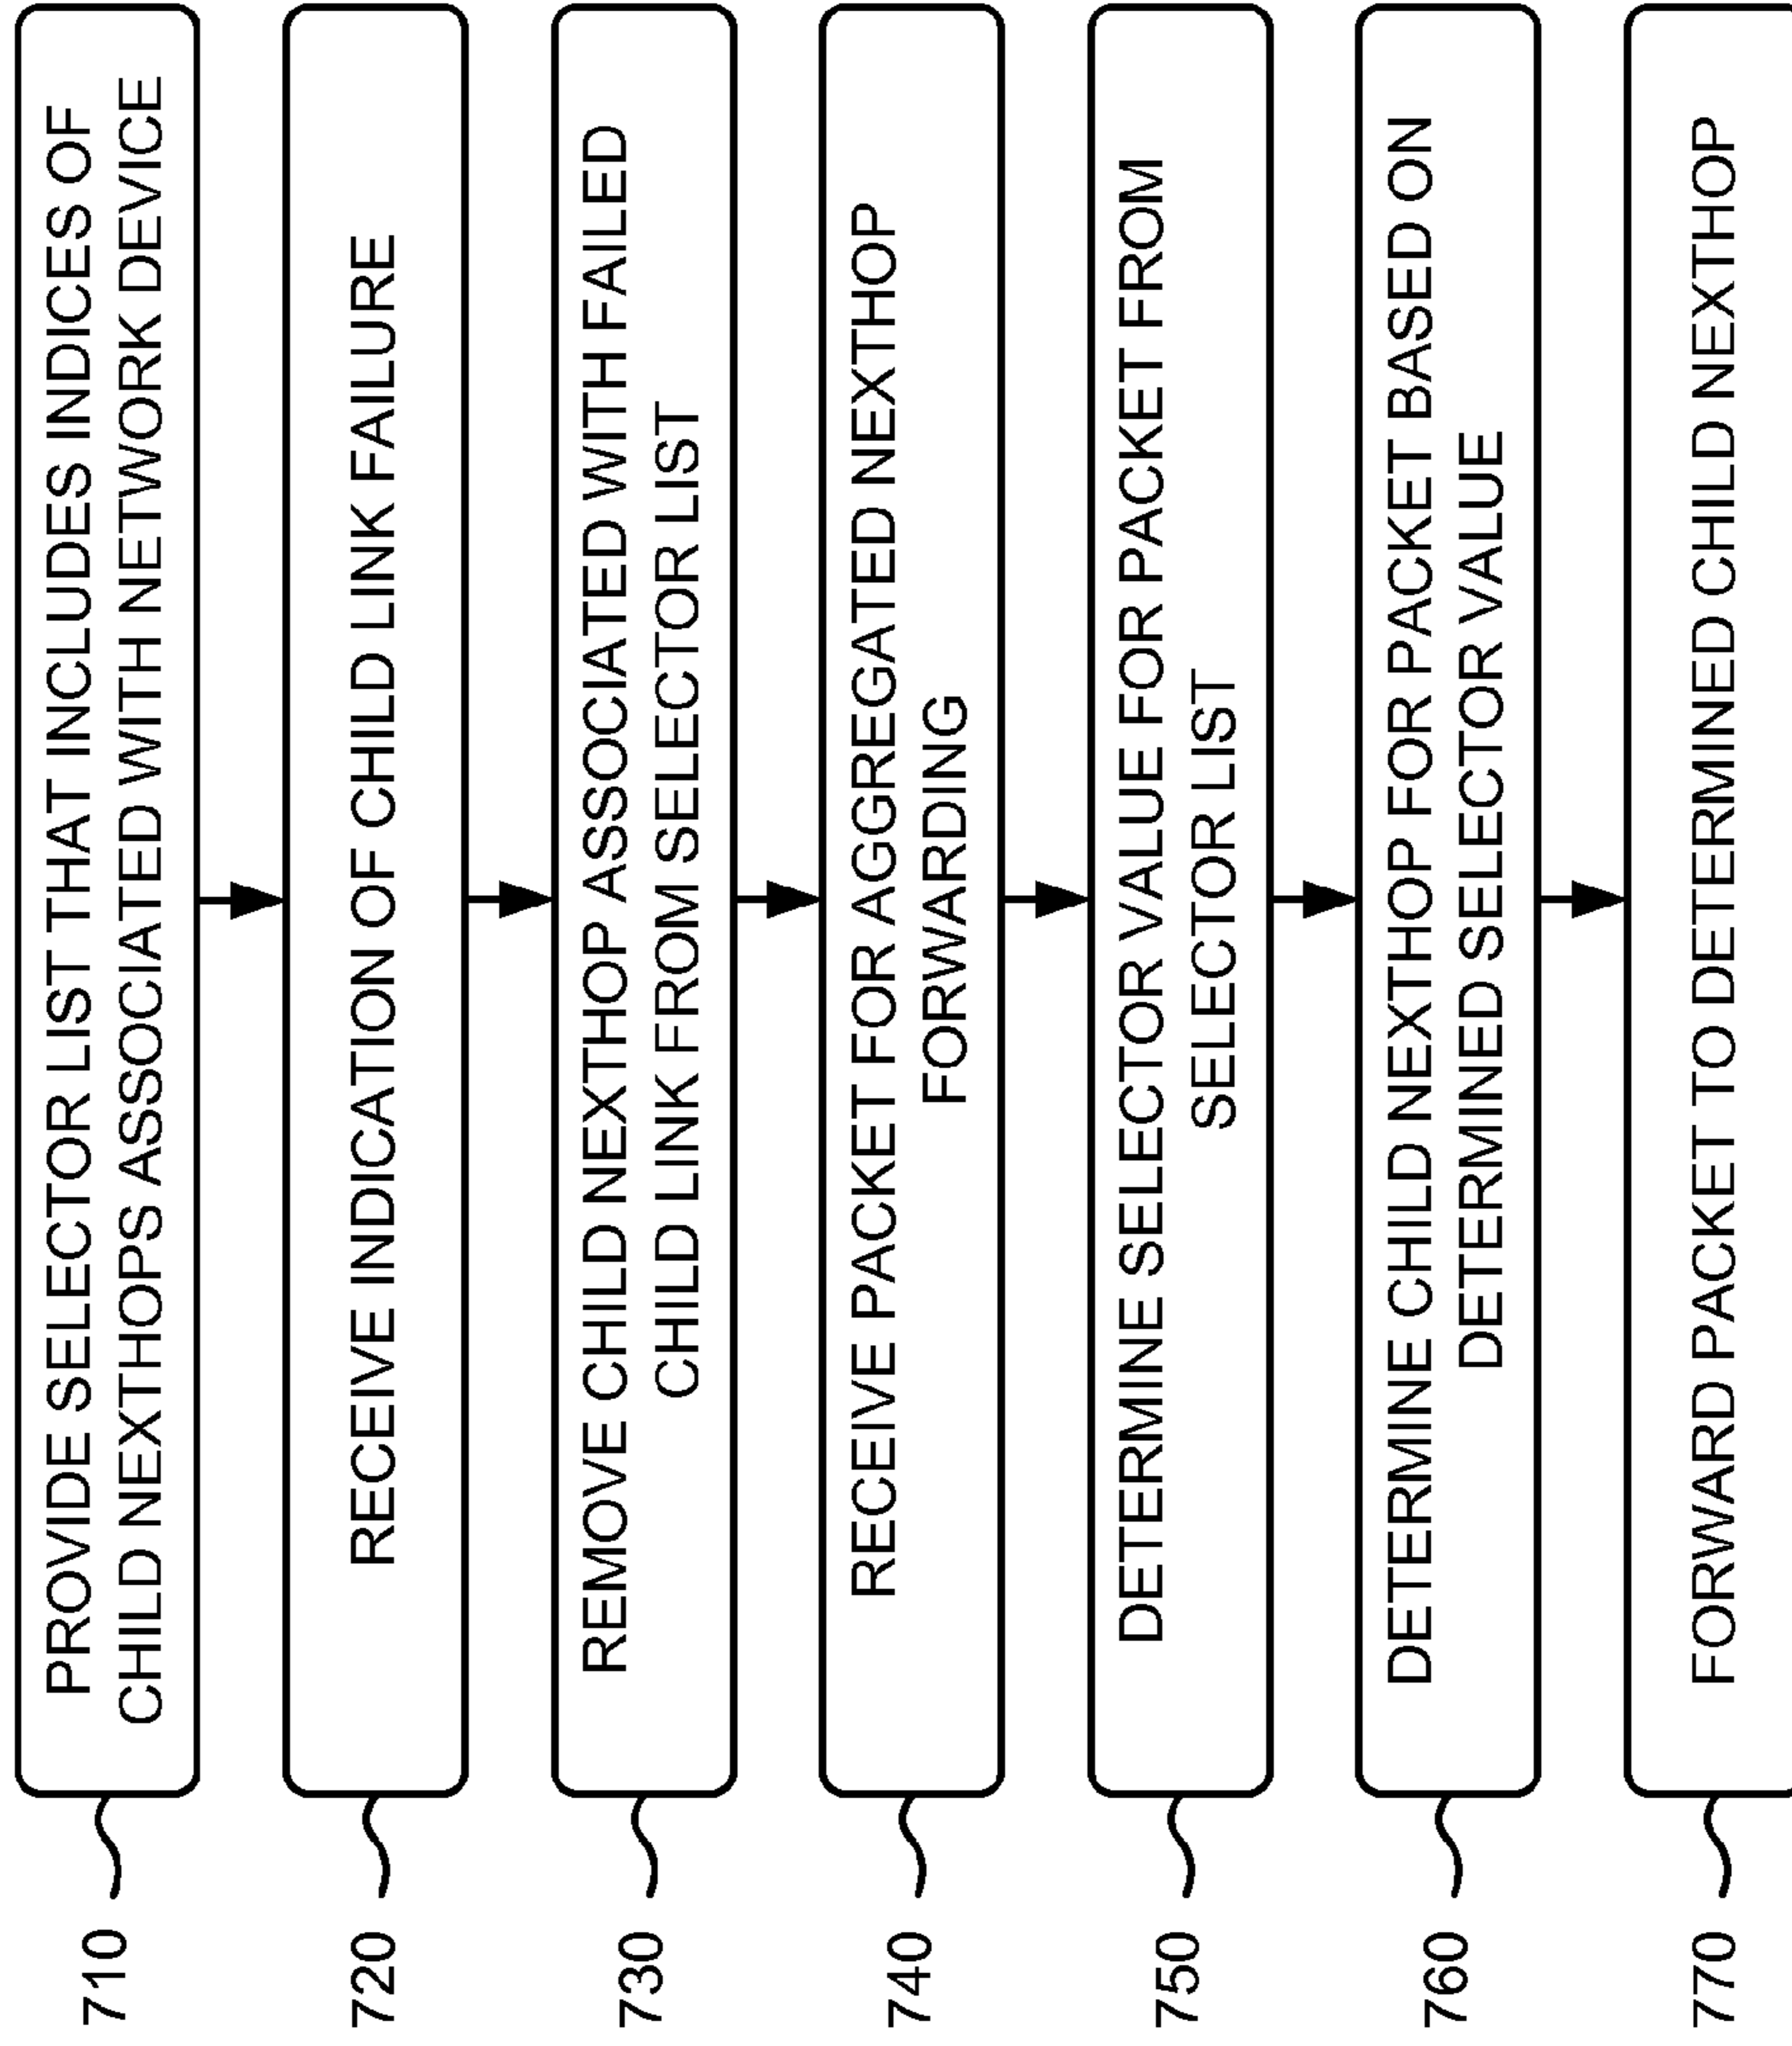 710
PROVIDE SELECTOR LIST THAT INCLUDES INDICES OF
CHILD NEXTHOPS ASSOCIATED WITH NETWORK DEVICE
720
RECEIVE INDICATION OF CHILD LINK FAILURE
730
REMOVE CHILD NEXTHOP ASSOCIATED WITH FAILED
CHILD LINK FROM SELECTOR LIST
740
RECEIVE PACKET FOR AGGREGATED NEXTHOP
FORWARDING
750
DETERMINE SELECTOR VALUE FOR PACKET FROM
SELECTOR LIST
760
DETERMINE CHILD NEXTHOP FOR PACKET BASED ON
DETERMINED SELECTOR VALUE
770
FORWARD PACKET TO DETERMINED CHILD NEXTHOP